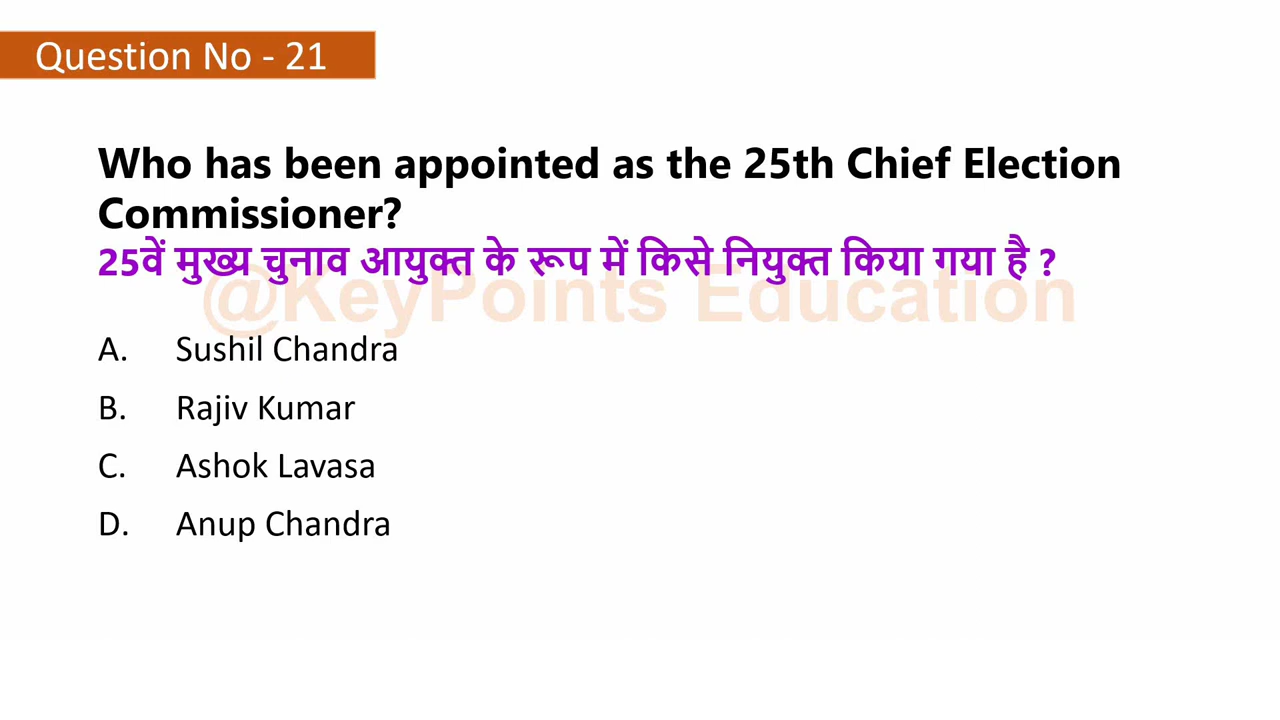 Question No - 21
Who has been appointed as the 25th Chief Election
Commissioner?
25वें मुख्य चुनाव आयुक्त के रूप में किसे नियुक्त किया गया है ?
@KeyPoints Education
A. Sushil Chandra
B. Rajiv Kumar
C. Ashok Lavasa
D. Anup Chandra